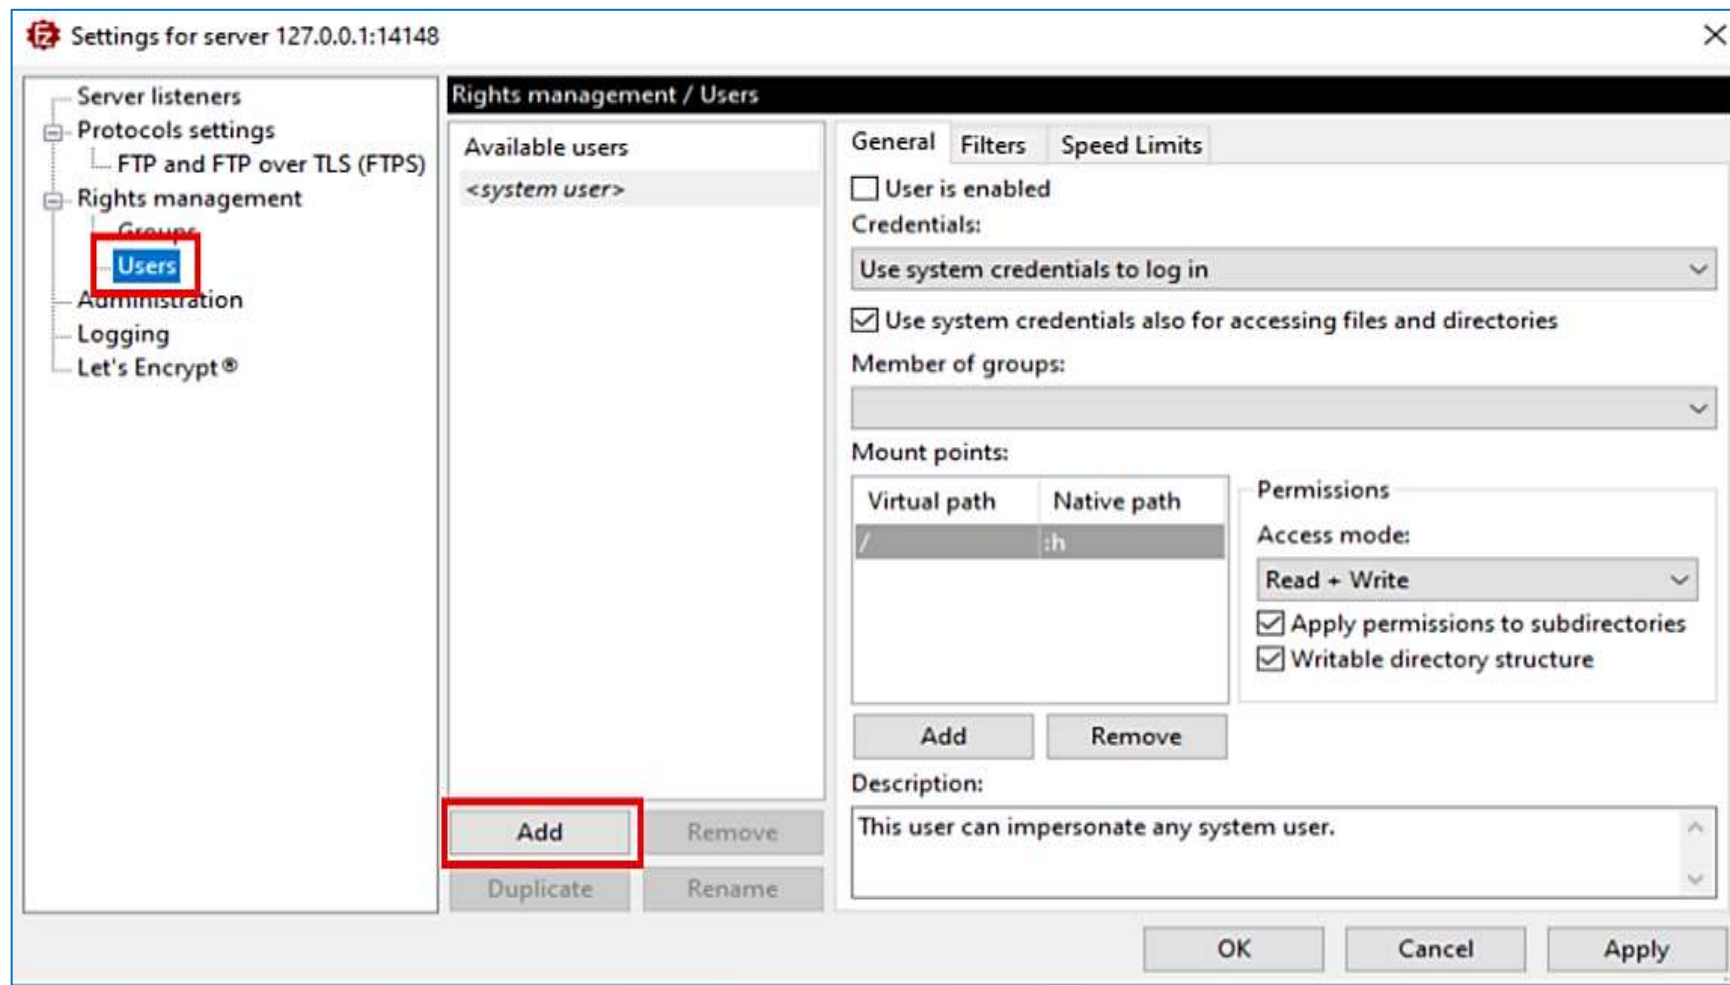 Settings for server 127.0.0.1:14148
Server listeners
Protocols settings
FTP and FTP over TLS (FTPS)
Rights management
Groups
Users
Administration
Logging
Let's Encrypt®
Rights management / Users
Available users
<system user>
Add
Remove
Duplicate
Rename
General
Filters
Speed Limits
User is enabled
Credentials:
Use system credentials to log in
Use system credentials also for accessing files and directories
Member of groups:
Mount points:
Virtual path
Native path
/
:h
Add
Remove
Permissions
Access mode:
Read + Write
Apply permissions to subdirectories
Writable directory structure
Description:
This user can impersonate any system user.
OK
Cancel
Apply